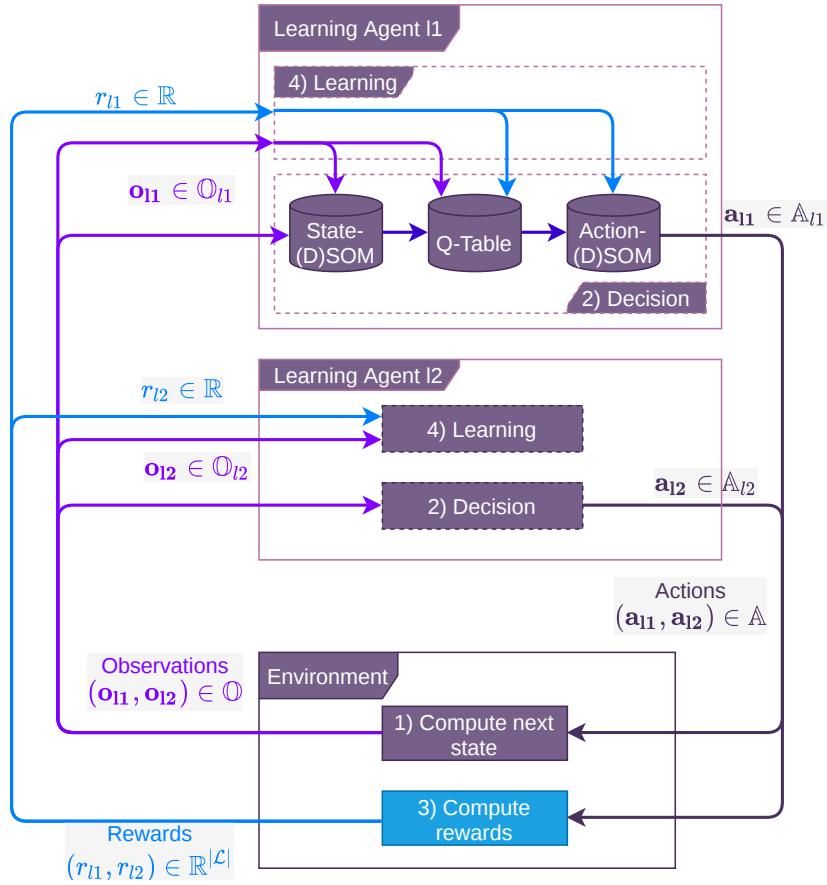 Learning Agent l1
4) Learning
r_{l1} ∈ ℝ
o_{l1} ∈ 𝕆_{l1}
State-
(D)SOM
Q-Table
Action-
(D)SOM
a_{l1} ∈ 𝔸_{l1}
2) Decision
Learning Agent l2
r_{l2} ∈ ℝ
4) Learning
o_{l2} ∈ 𝕆_{l2}
2) Decision
a_{l2} ∈ 𝔸_{l2}
Actions
(a_{l1}, a_{l2}) ∈ 𝔸
Observations
(o_{l1}, o_{l2}) ∈ 𝕆
Environment
1) Compute next
state
3) Compute
rewards
Rewards
(r_{l1}, r_{l2}) ∈ ℝ^{|ℒ|}